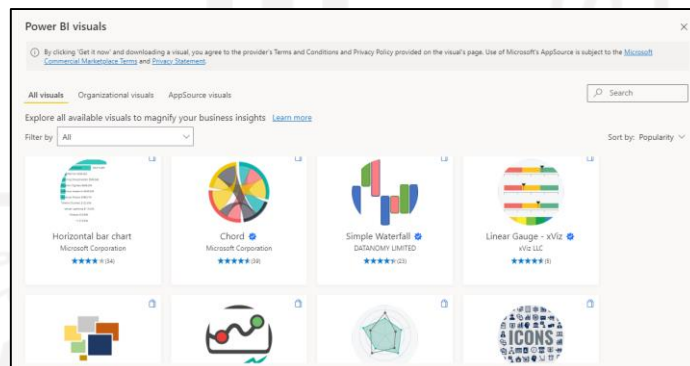 Power BI visuals
By clicking 'Get it now' and downloading a visual, you agree to the provider's Terms and Conditions and Privacy Policy provided on the visual's page. Use of Microsoft's AppSource is subject to the Microsoft
Commercial Marketplace Terms and Privacy Statement.
All visuals Organizational visuals AppSource visuals
Search
Explore all available visuals to magnify your business insights Learn more
Filter by All
Sort by: Popularity
Horizontal bar chart
Microsoft Corporation
(34)
Chord
Microsoft Corporation
Simple Waterfall
DATANOMY LIMITED
(23)
Linear Gauge - xViz
xViz LLC
ICONS